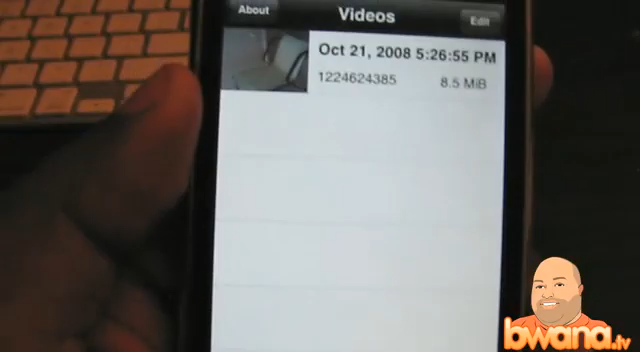 About
Videos
Edit
Oct 21, 2008 5:26:55 PM
1224624385
8.5 MiB
bwana.tv